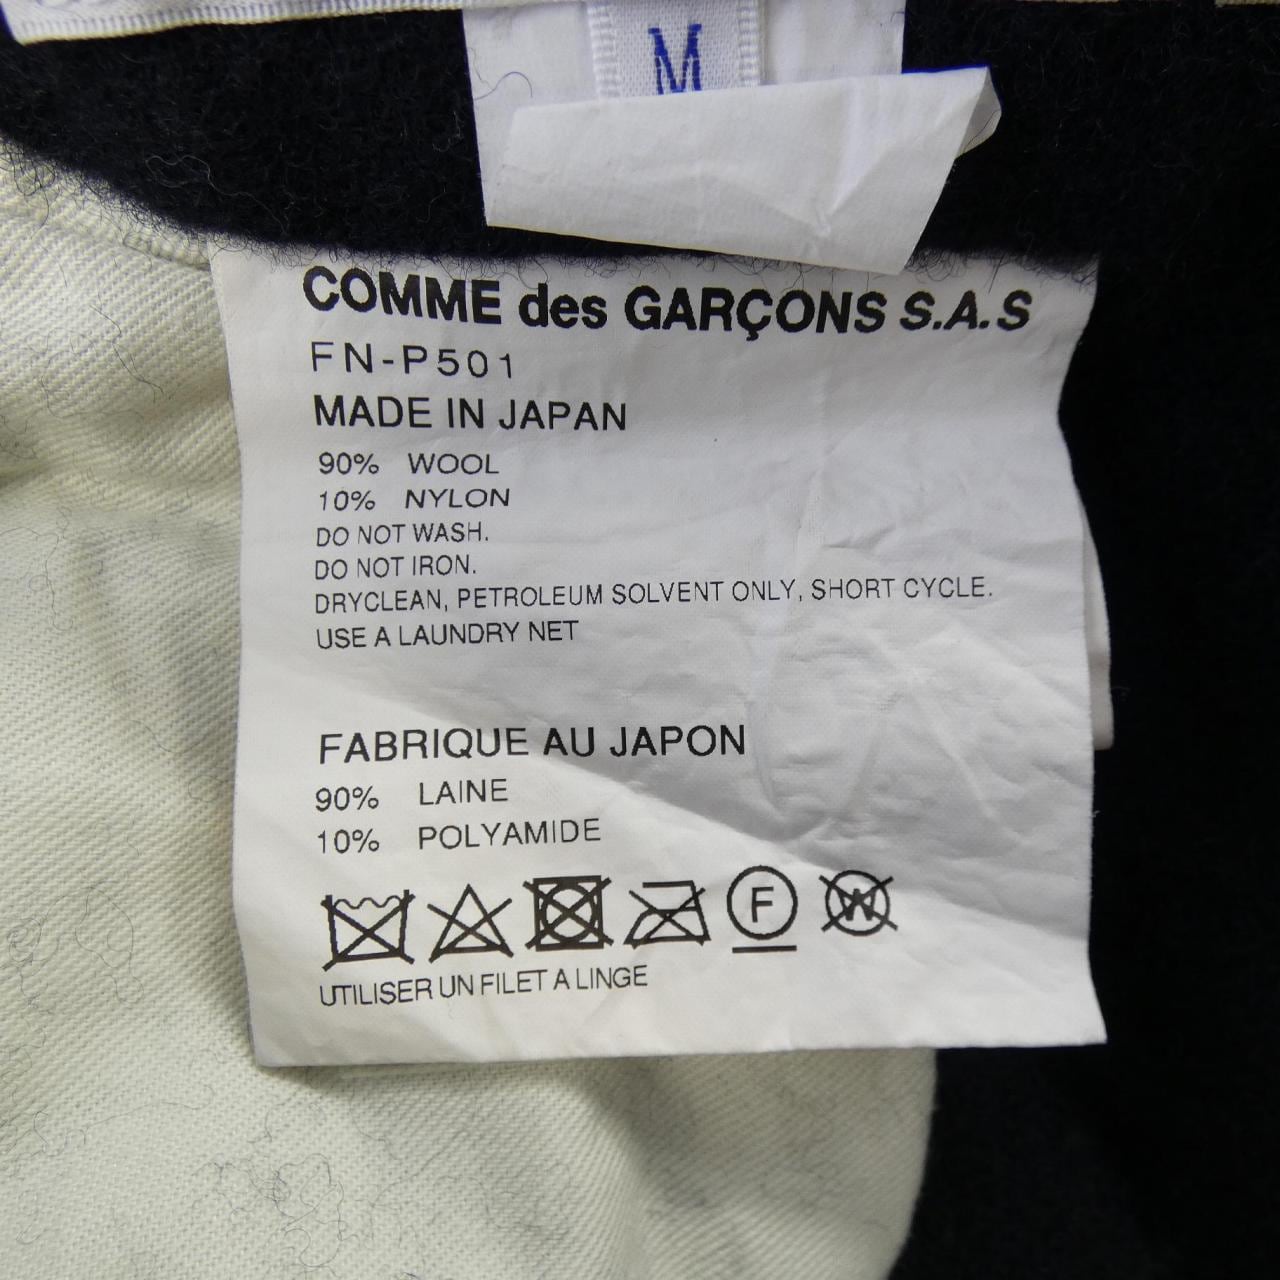 M
COMME des GARÇONS S.A.S
FN-P501
MADE IN JAPAN
90% WOOL
10% NYLON
DO NOT WASH.
DO NOT IRON.
DRYCLEAN, PETROLEUM SOLVENT ONLY, SHORT CYCLE.
USE A LAUNDRY NET
FABRIQUE AU JAPON
90% LAINE
10% POLYAMIDE
F W
UTILISER UN FILET A LINGE